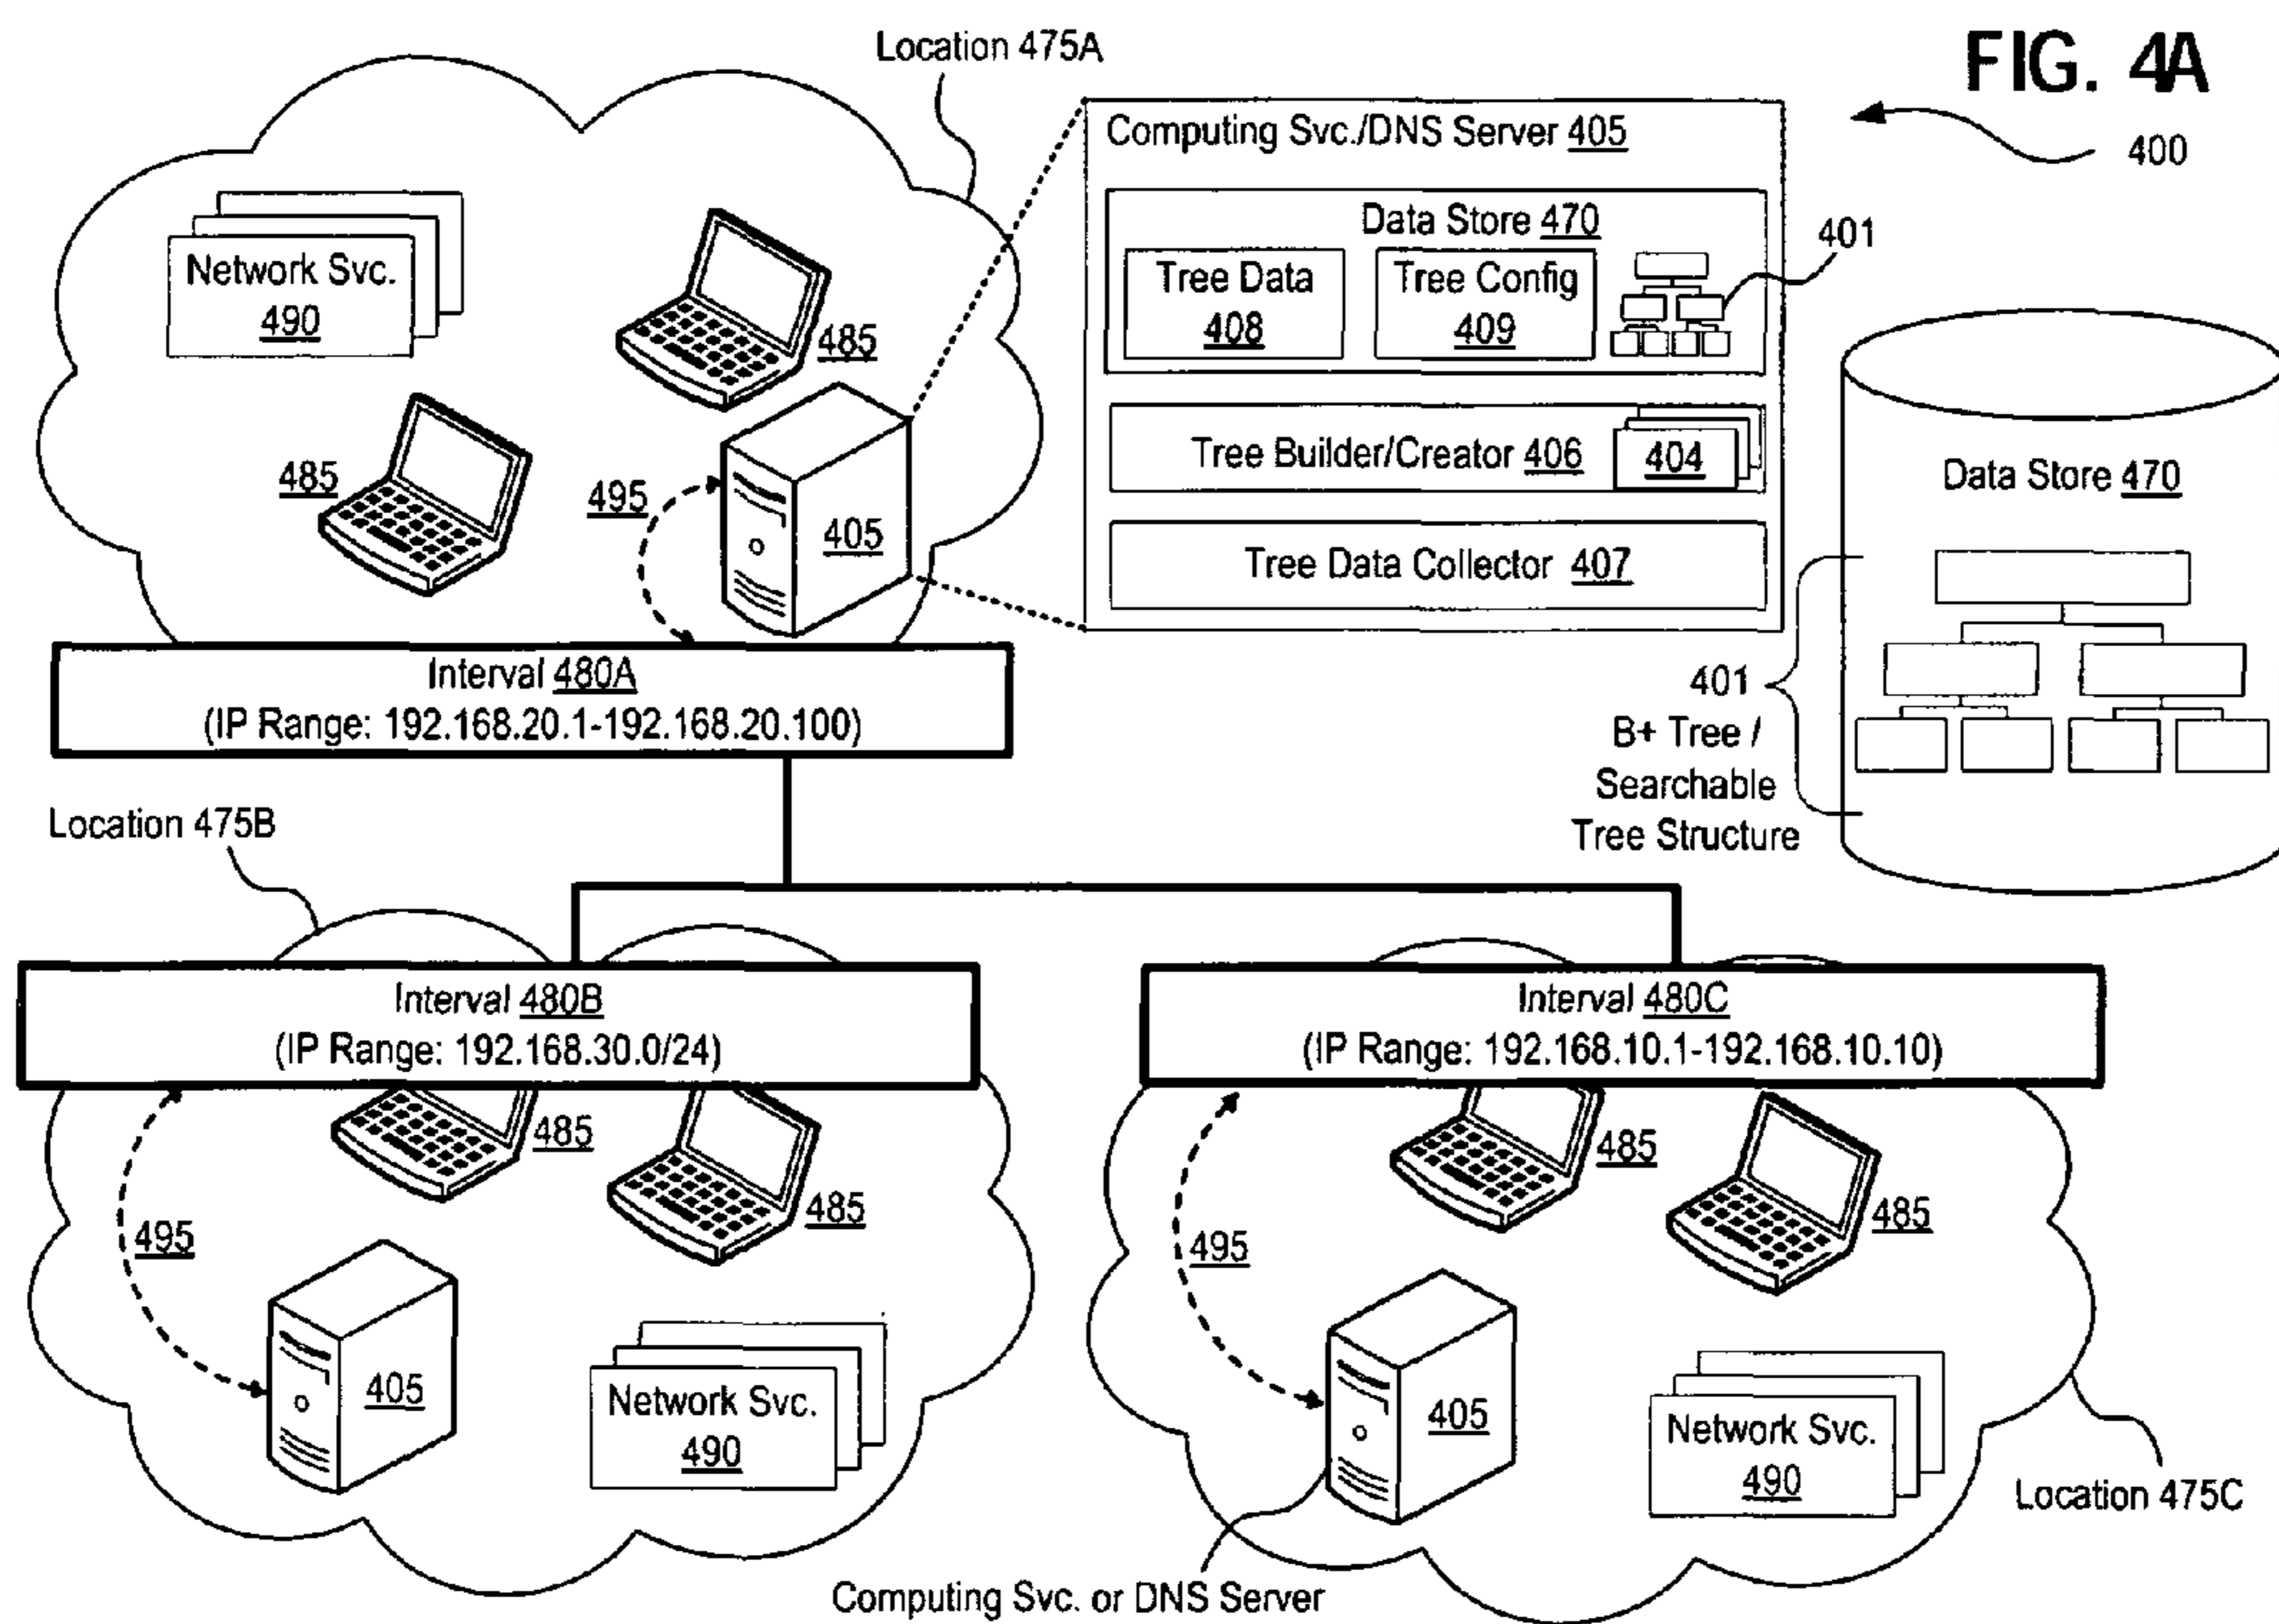 FIG. 4A
400
Location 475A
Computing Svc./DNS Server 405
Data Store 470
Tree Data
408
Tree Config
409
401
Tree Builder/Creator 406
404
Tree Data Collector 407
Network Svc.
490
485
485
495
405
Data Store 470
401
B+ Tree /
Searchable
Tree Structure
Interval 480A
(IP Range: 192.168.20.1-192.168.20.100)
Location 475B
Interval 480B
(IP Range: 192.168.30.0/24)
485
485
495
405
Network Svc.
490
Interval 480C
(IP Range: 192.168.10.1-192.168.10.10)
485
485
495
405
Network Svc.
490
Location 475C
Computing Svc. or DNS Server